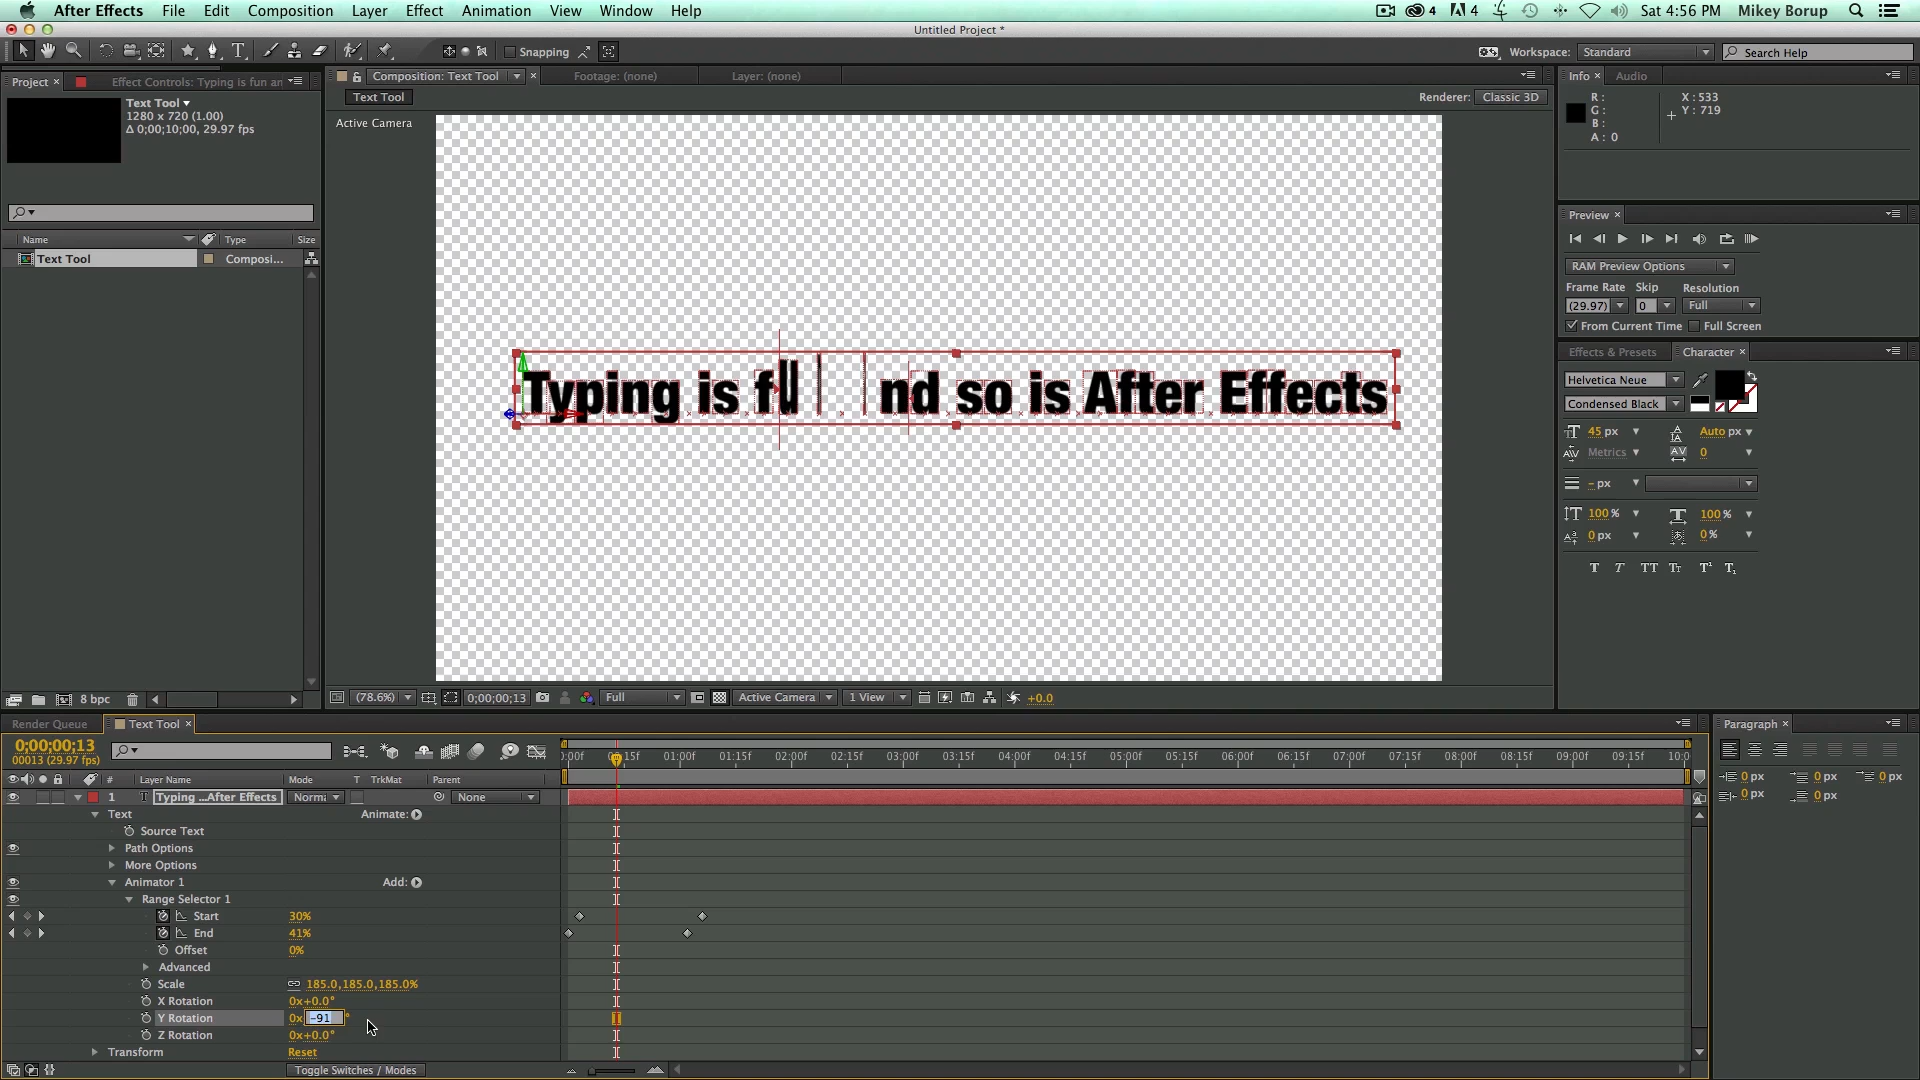 After Effects File Edit Composition Layer Effect Animation View Window Help
4 4 Sat 4:56 PM Mikey Borup
Untitled Project *
Snapping Workspace: Standard Search Help
Project × Effect Controls: Typing is fun an
Text Tool
1280 x 720 (1.00)
Δ 0;00;10;00, 29.97 fps
Name Type Size
Text Tool Composi...
8 bpc
Composition: Text Tool × Footage: (none) Layer: (none)
Text Tool Renderer: Classic 3D
Active Camera
Typing is fu nd so is After Effects
(78.6%) 0;00;00;13 Full Active Camera 1 View +0.0
Info × Audio
R :
G :
B :
A : 0
X : 533
Y : 719
Preview ×
RAM Preview Options
Frame Rate Skip Resolution
(29.97) 0 Full
From Current Time Full Screen
Effects & Presets Character ×
Helvetica Neue
Condensed Black
45 px Auto px
Metrics 0
- px
100 % 100 %
0 px 0 %
T T TT Tт T¹ T₁
Render Queue Text Tool ×
0;00;00;13
00013 (29.97 fps)
# Layer Name Mode T TrkMat Parent
1 T Typing ...After Effects Norma None
Text Animate:
Source Text
Path Options
More Options
Animator 1 Add:
Range Selector 1
Start 30%
End 41%
Offset 0%
Advanced
Scale 185.0,185.0,185.0%
X Rotation 0x+0.0°
Y Rotation 0x -91 °
Z Rotation 0x+0.0°
Transform Reset
Toggle Switches / Modes
):00f 15f 01:00f 01:15f 02:00f 02:15f 03:00f 03:15f 04:00f 04:15f 05:00f 05:15f 06:00f 06:15f 07:00f 07:15f 08:00f 08:15f 09:00f 09:15f 10:0
Paragraph ×
0 px 0 px 0 px
0 px 0 px